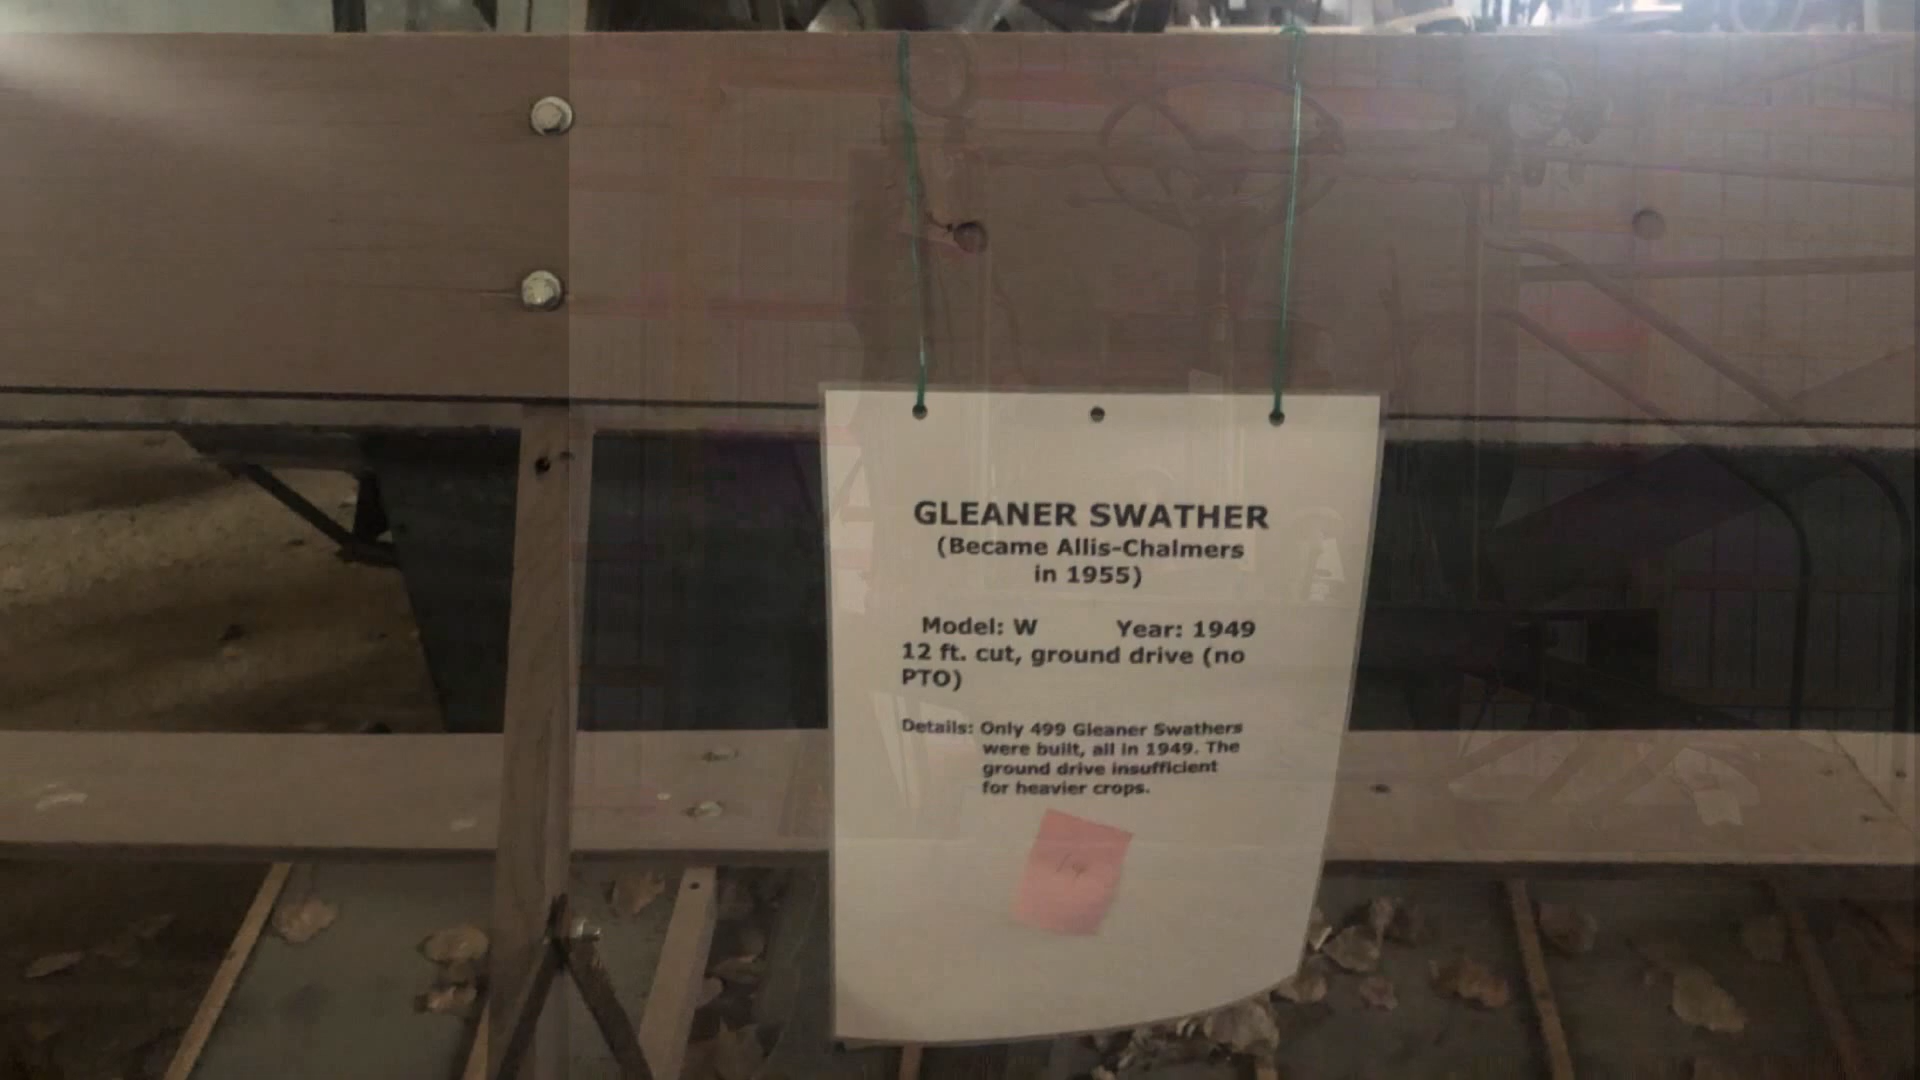 GLEANER SWATHER
(Became Allis-Chalmers
in 1955)
Model: W Year: 1949
12 ft. cut, ground drive (no
PTO)
Details: Only 499 Gleaner Swathers
were built, all in 1949. The
ground drive insufficient
for heavier crops.